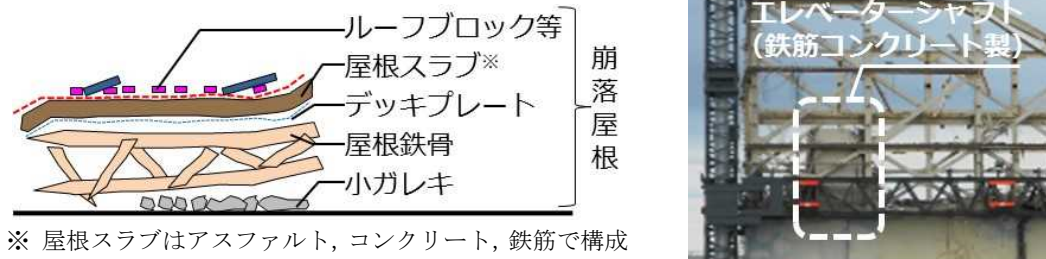 ルーフブロック等
屋根スラブ※
デッキプレート
屋根鉄骨
小ガレキ
崩落屋根
※ 屋根スラブはアスファルト, コンクリート, 鉄筋で構成
エレベーターシャフト
(鉄筋コンクリート製)